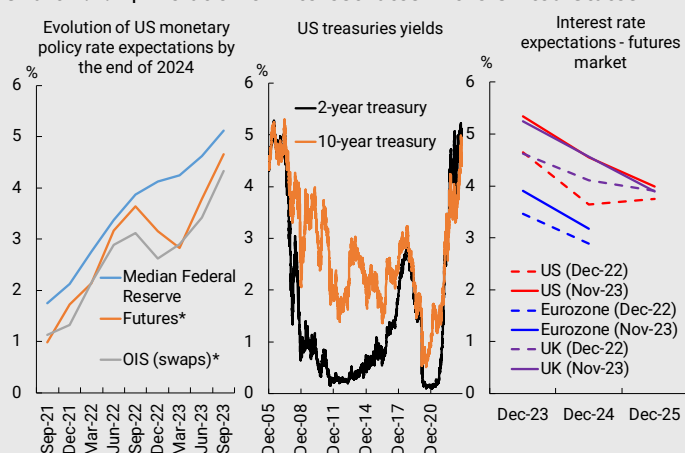 Evolution of US monetary
policy rate expectations by
the end of 2024
%
6
5
4
3
2
1
0
Median Federal
Reserve
Futures*
OIS (swaps)*
Sep-21
Dec-21
Mar-22
Jun-22
Sep-22
Dec-22
Mar-23
Jun-23
Sep-23
US treasuries yields
%
6
5
4
3
2
1
0
2-year treasury
10-year treasury
Dec-05
Dec-08
Dec-11
Dec-14
Dec-17
Dec-20
Interest rate
expectations - futures
market
%
6
5
4
3
2
1
0
US (Dec-22)
US (Nov-23)
Eurozone (Dec-22)
Eurozone (Nov-23)
UK (Dec-22)
UK (Nov-23)
Dec-23 Dec-24 Dec-25